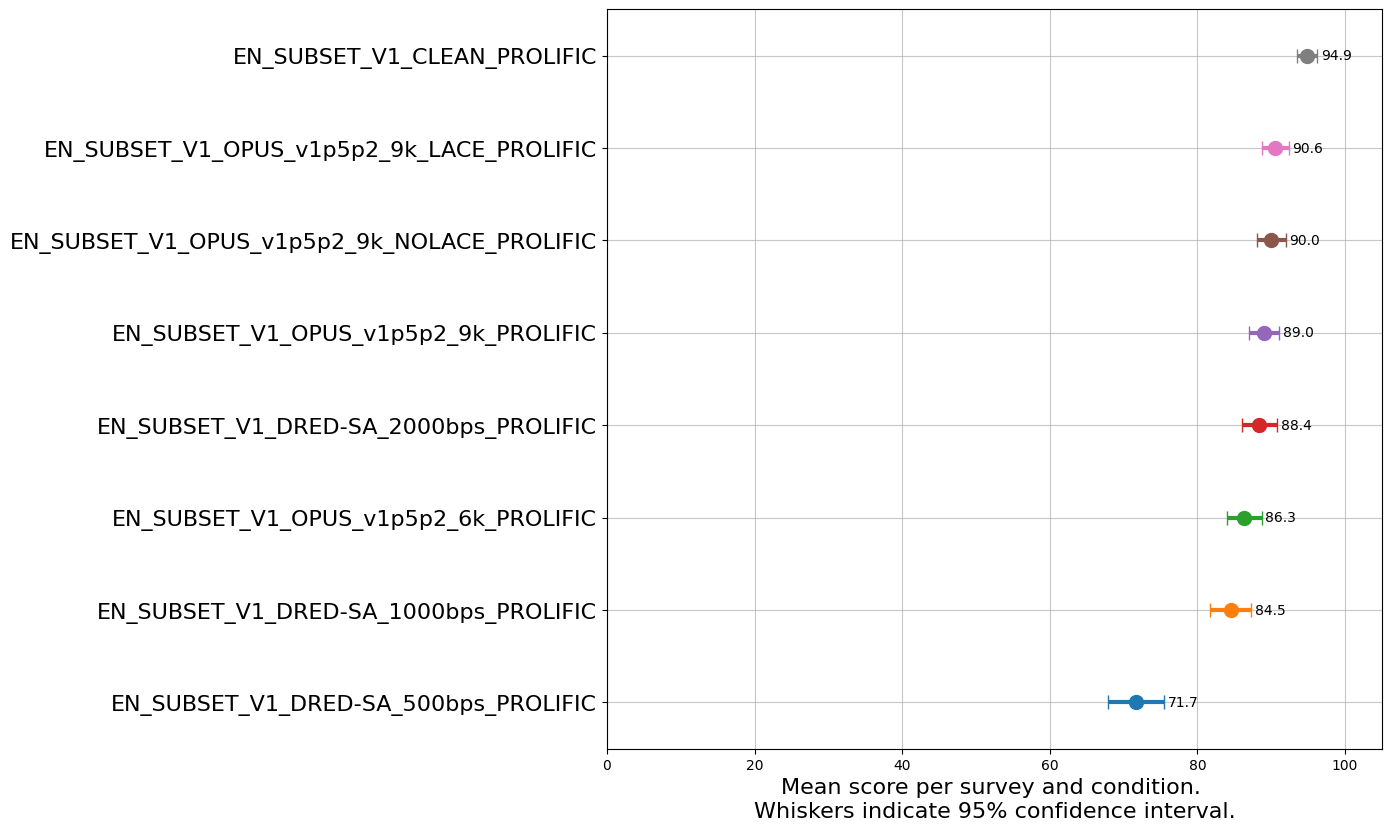 EN_SUBSET_V1_CLEAN_PROLIFIC
94.9
EN_SUBSET_V1_OPUS_v1p5p2_9k_LACE_PROLIFIC
90.6
EN_SUBSET_V1_OPUS_v1p5p2_9k_NOLACE_PROLIFIC
90.0
EN_SUBSET_V1_OPUS_v1p5p2_9k_PROLIFIC
89.0
EN_SUBSET_V1_DRED-SA_2000bps_PROLIFIC
88.4
EN_SUBSET_V1_OPUS_v1p5p2_6k_PROLIFIC
86.3
EN_SUBSET_V1_DRED-SA_1000bps_PROLIFIC
84.5
EN_SUBSET_V1_DRED-SA_500bps_PROLIFIC
71.7
0 20 40 60 80 100
Mean score per survey and condition.
Whiskers indicate 95% confidence interval.